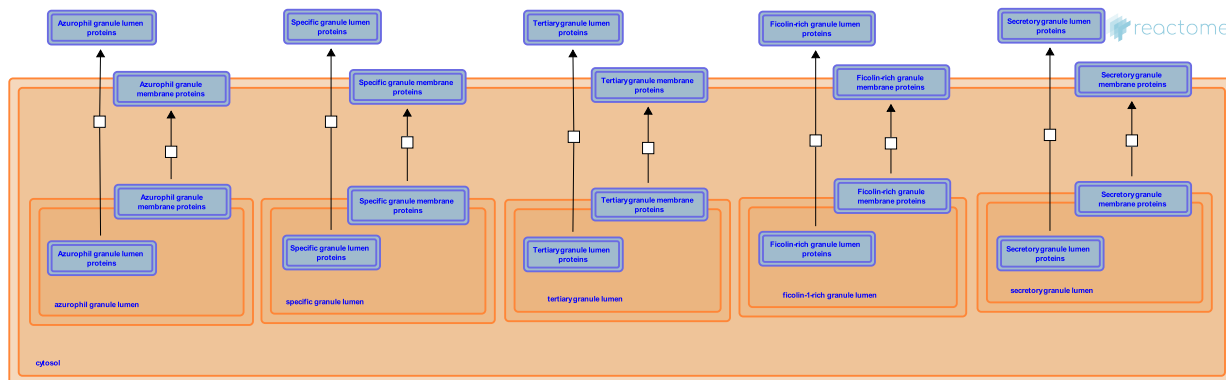 Azurophil granule lumen
proteins
Specific granule lumen
proteins
Tertiary granule lumen
proteins
Ficolin-rich granule lumen
proteins
Secretory granule lumen
proteins
reactome
Azurophil granule
membrane proteins
Specific granule membrane
proteins
Tertiary granule membrane
proteins
Ficolin-rich granule
membrane proteins
Secretory granule
membrane proteins
Azurophil granule
membrane proteins
Specific granule membrane
proteins
Tertiary granule membrane
proteins
Ficolin-rich granule
membrane proteins
Secretory granule
membrane proteins
Azurophil granule lumen
proteins
Specific granule lumen
proteins
Tertiary granule lumen
proteins
Ficolin-rich granule lumen
proteins
Secretory granule lumen
proteins
azurophil granule lumen
specific granule lumen
tertiary granule lumen
ficolin-1-rich granule lumen
secretory granule lumen
cytosol